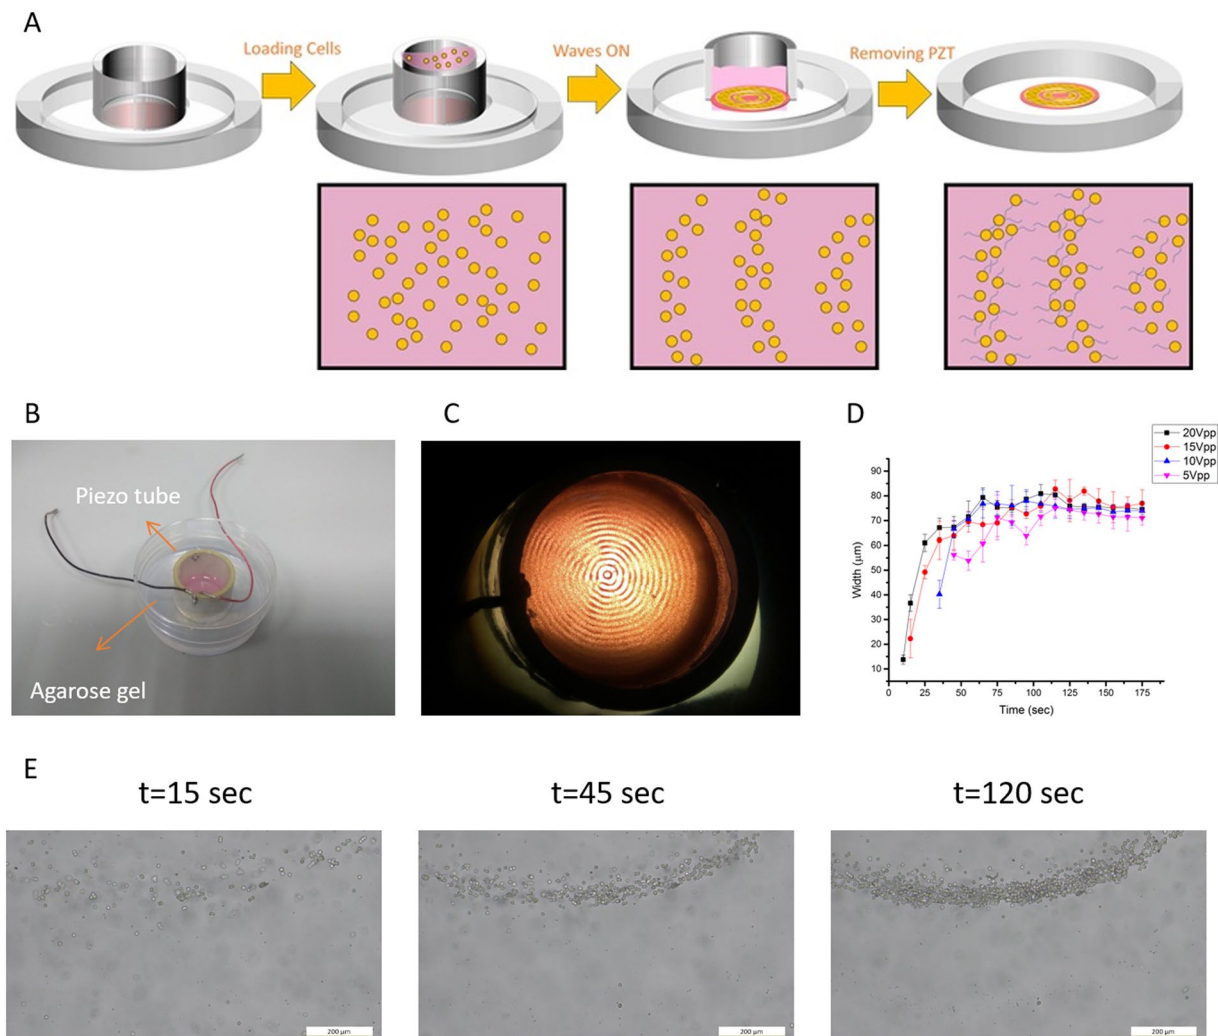 A
Loading Cells
Waves ON
Removing PZT
B
C
D
Piezo tube
Agarose gel
20Vpp
15Vpp
10Vpp
5Vpp
Width (μm)
90
80
70
60
50
40
30
20
10
0 25 50 75 100 125 150 175
Time (sec)
E
t=15 sec
t=45 sec
t=120 sec
200 μm
200 μm
200 μm